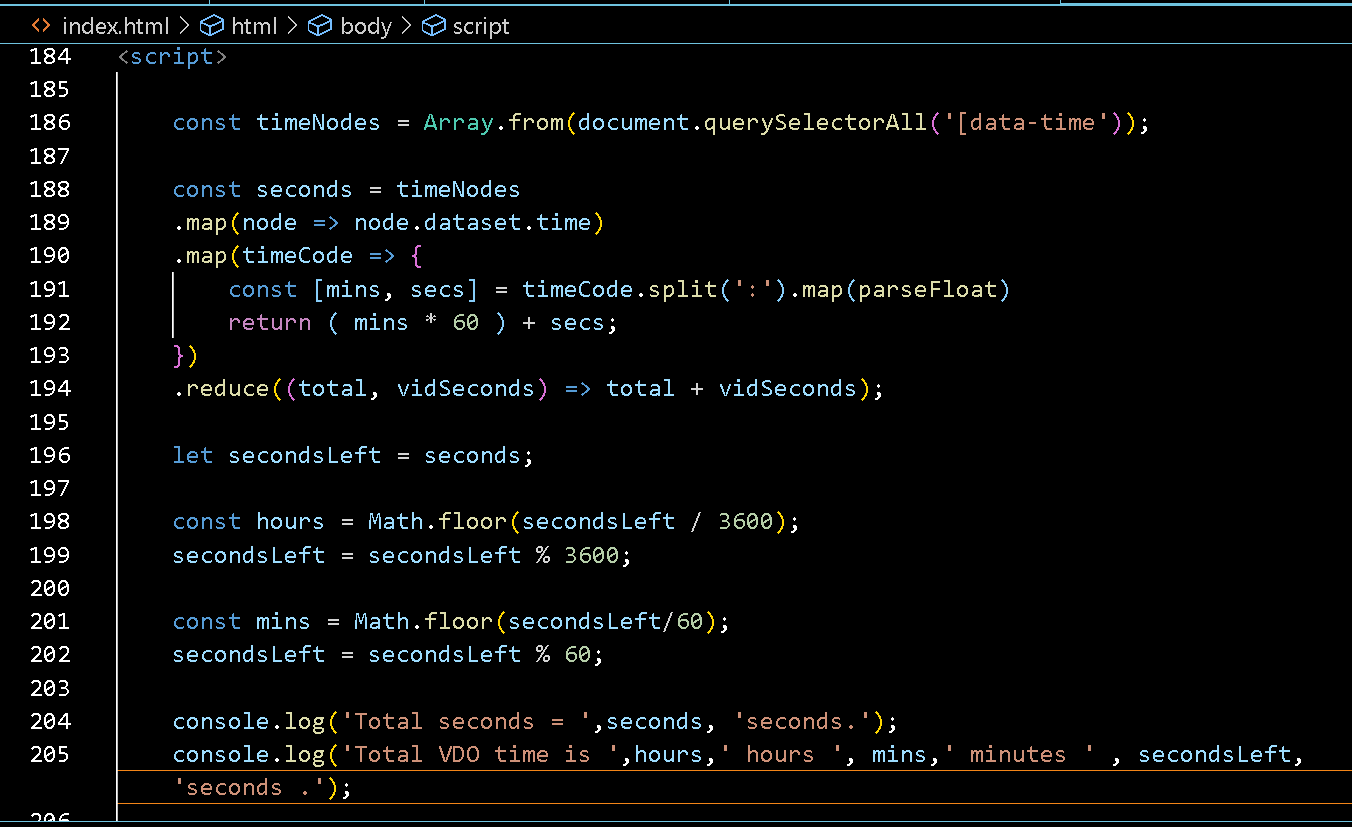 index.html > html > body > script
184 <script>
185
186 const timeNodes = Array.from(document.querySelectorAll('[data-time'));
187
188 const seconds = timeNodes
189 .map(node => node.dataset.time)
190 .map(timeCode => {
191 const [mins, secs] = timeCode.split(':').map(parseFloat)
192 return ( mins * 60 ) + secs;
193 })
194 .reduce((total, vidSeconds) => total + vidSeconds);
195
196 let secondsLeft = seconds;
197
198 const hours = Math.floor(secondsLeft / 3600);
199 secondsLeft = secondsLeft % 3600;
200
201 const mins = Math.floor(secondsLeft/60);
202 secondsLeft = secondsLeft % 60;
203
204 console.log('Total seconds = ',seconds, 'seconds.');
205 console.log('Total VDO time is ',hours,' hours ', mins,' minutes ' , secondsLeft,
'seconds .');
206